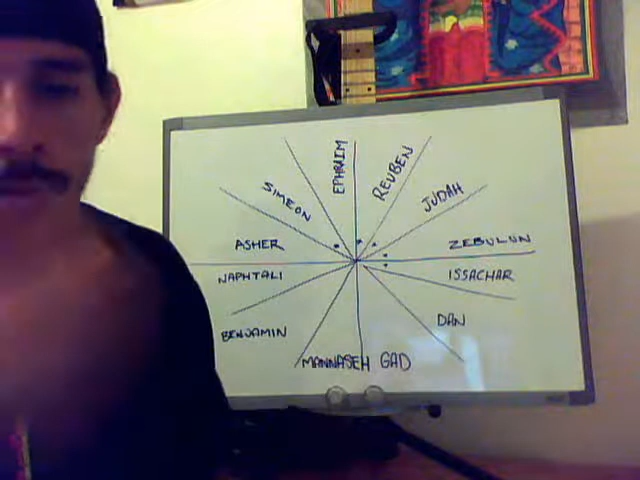 EPHRAIM
REUBEN
SIMEON
JUDAH
ASHER
ZEBULUN
NAPHTALI
ISSACHAR
BENJAMIN
DAN
MANNASEH GAD